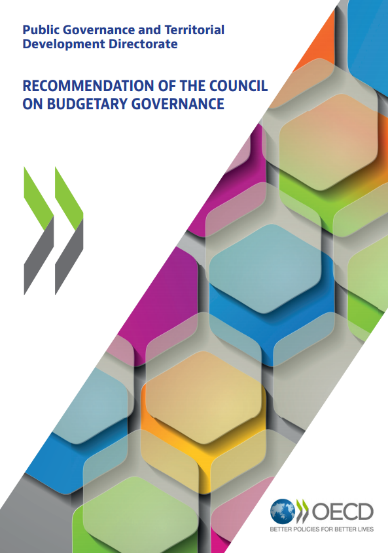 Public Governance and Territorial
Development Directorate
RECOMMENDATION OF THE COUNCIL
ON BUDGETARY GOVERNANCE
OECD
BETTER POLICIES FOR BETTER LIVES